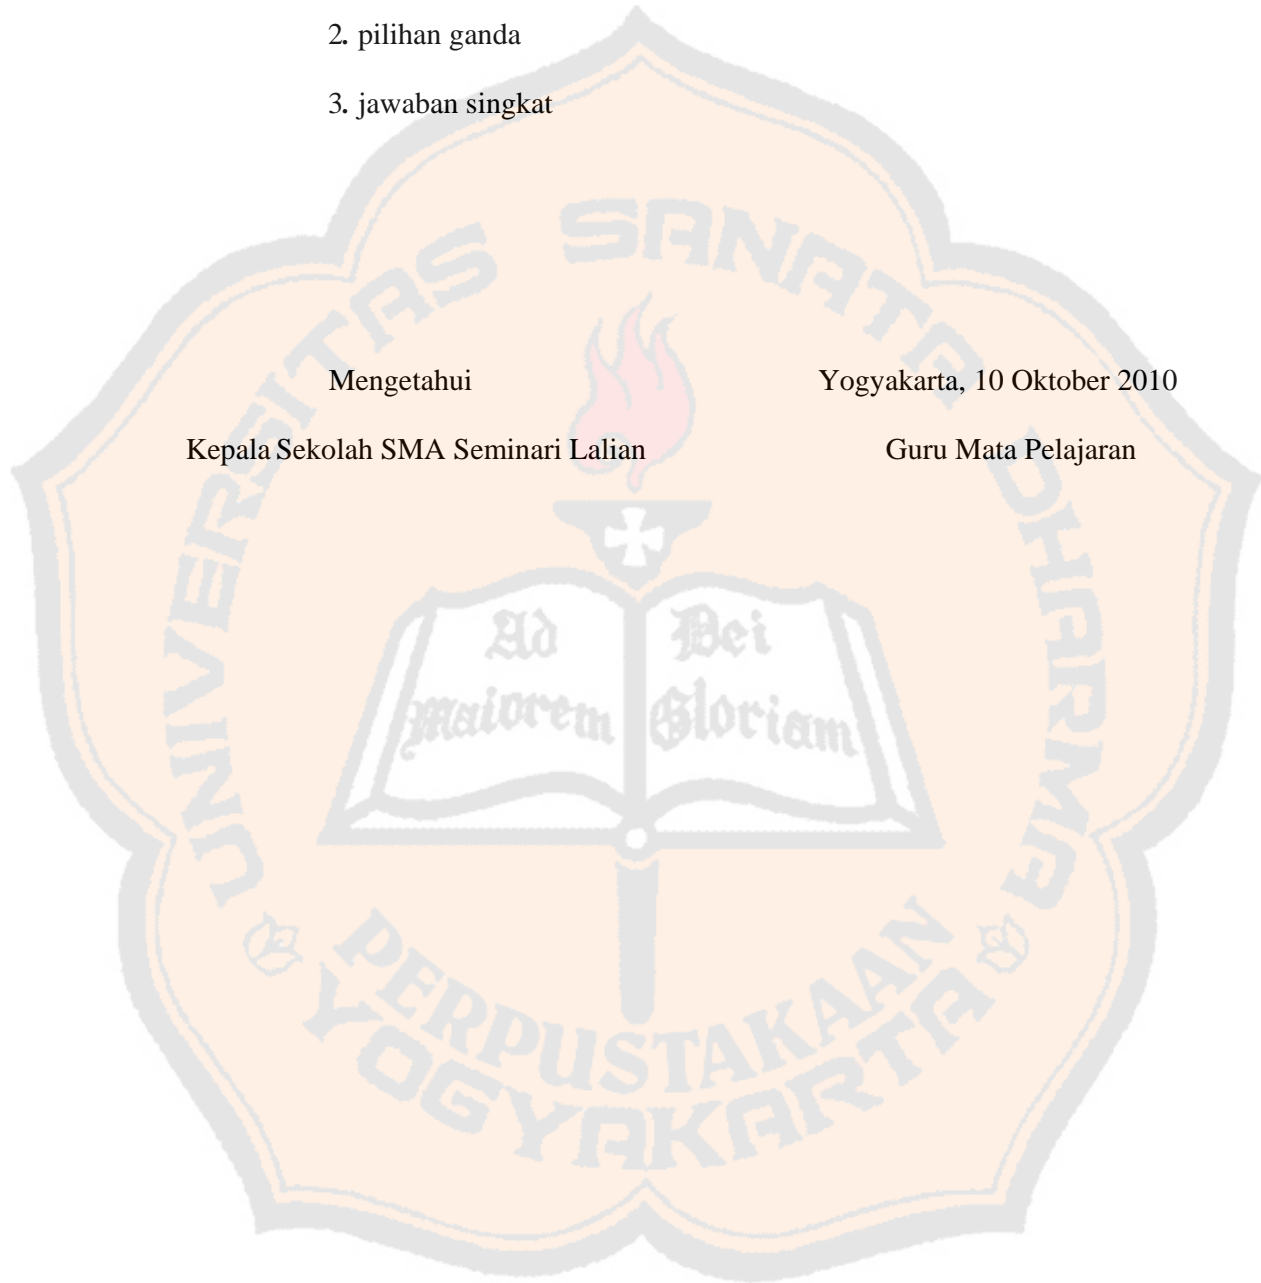 2. pilihan ganda
3. jawaban singkat
UNIVERSITAS SANATA DHARMA
Mengetahui Yogyakarta, 10 Oktober 2010
Kepala Sekolah SMA Seminari Lalian Guru Mata Pelajaran
Ad Dei
maiorem Gloriam
PERPUSTAKAAN
YOGYAKARTA